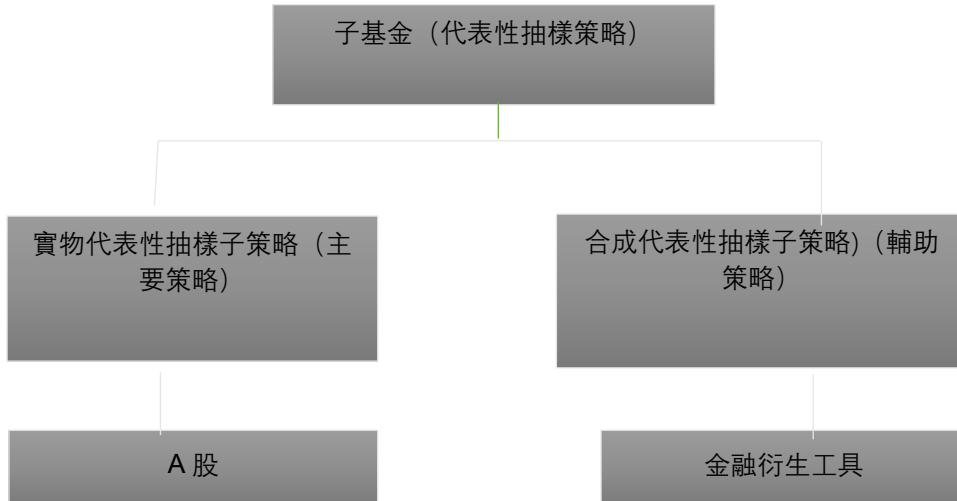 子基金（代表性抽樣策略）
實物代表性抽樣子策略（主
要策略）
合成代表性抽樣子策略)（輔助
策略）
A 股
金融衍生工具